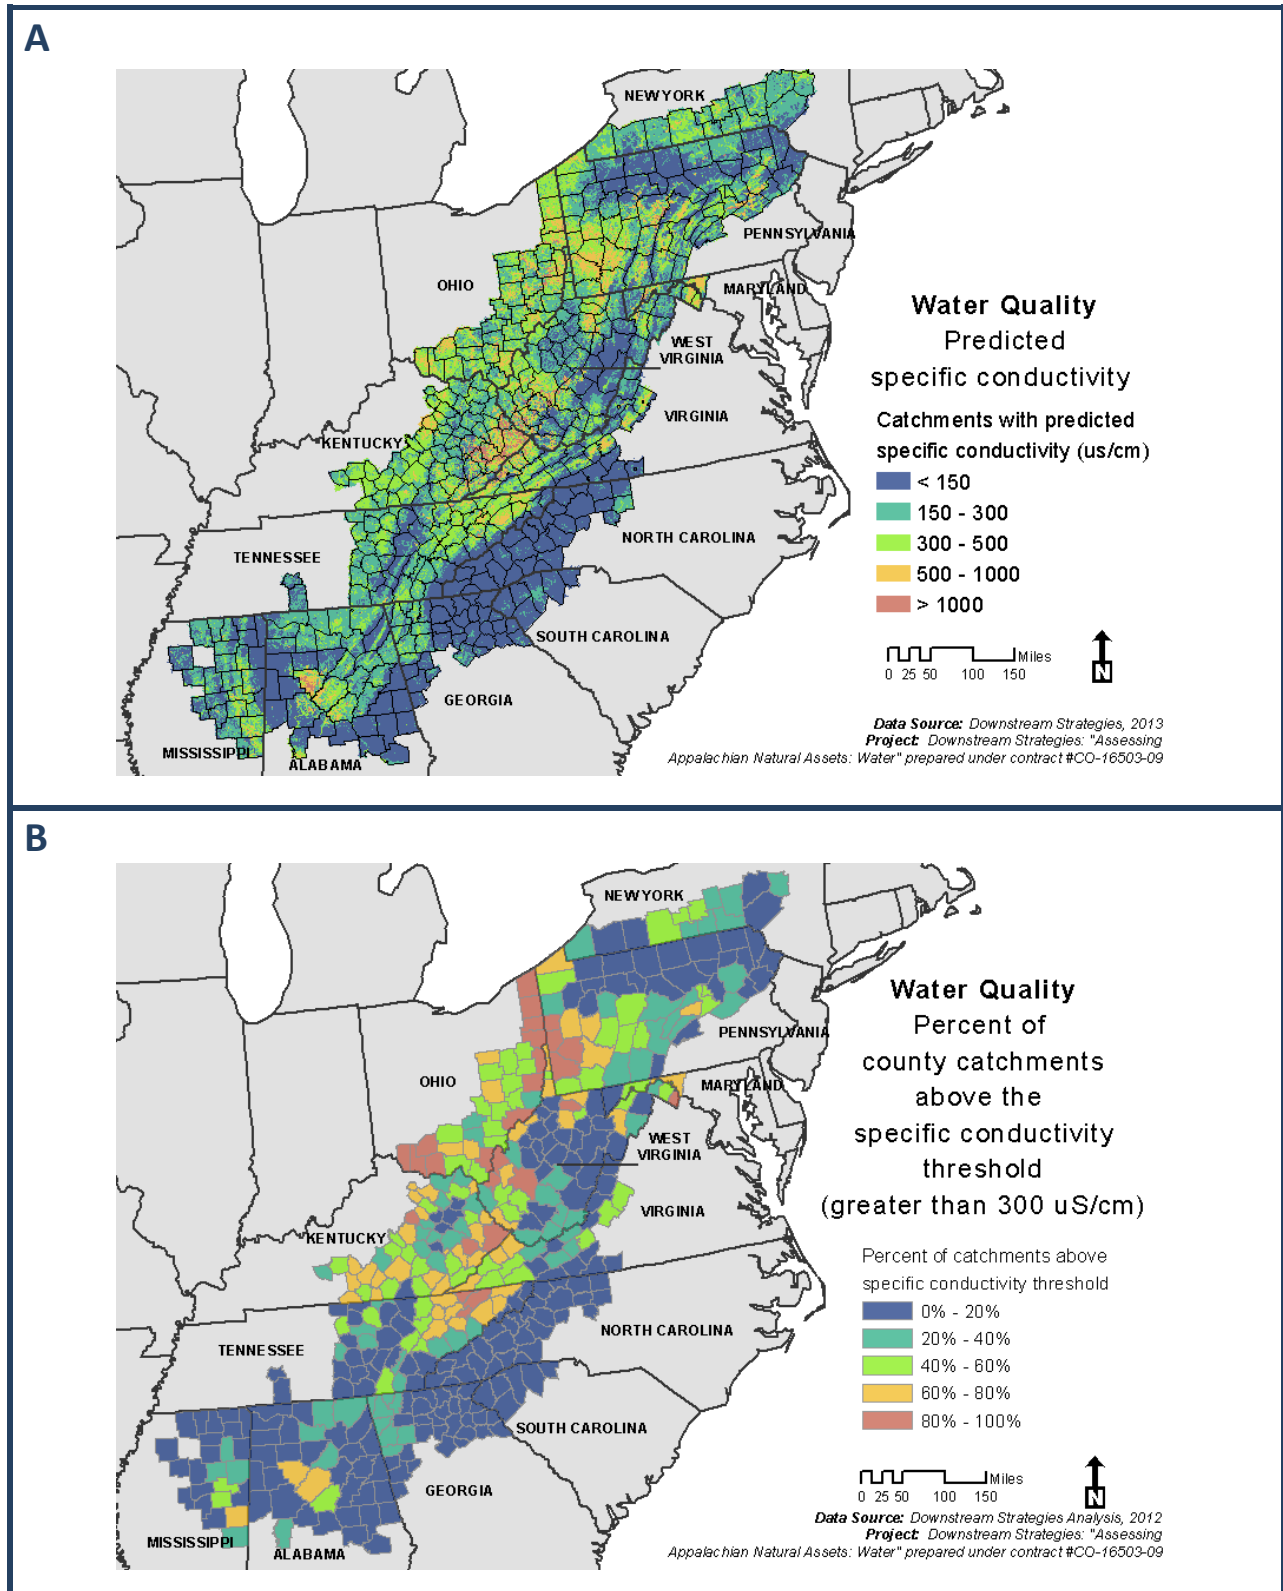 A
NEW YORK
PENNSYLVANIA
OHIO
MARYLAND
WEST
VIRGINIA
VIRGINIA
KENTUCKY
NORTH CAROLINA
TENNESSEE
SOUTH CAROLINA
GEORGIA
MISSISSIPPI
ALABAMA
Water Quality
Predicted
specific conductivity
Catchments with predicted
specific conductivity (us/cm)
< 150
150 - 300
300 - 500
500 - 1000
> 1000
Miles
0 25 50 100 150
N
Data Source: Downstream Strategies, 2013
Project: Downstream Strategies: "Assessing
Appalachian Natural Assets: Water" prepared under contract #CO-16503-09
B
NEW YORK
PENNSYLVANIA
OHIO
MARYLAND
WEST
VIRGINIA
VIRGINIA
KENTUCKY
NORTH CAROLINA
TENNESSEE
SOUTH CAROLINA
GEORGIA
MISSISSIPPI
ALABAMA
Water Quality
Percent of
county catchments
above the
specific conductivity
threshold
(greater than 300 uS/cm)
Percent of catchments above
specific conductivity threshold
0% - 20%
20% - 40%
40% - 60%
60% - 80%
80% - 100%
Miles
0 25 50 100 150
N
Data Source: Downstream Strategies Analysis, 2012
Project: Downstream Strategies: "Assessing
Appalachian Natural Assets: Water" prepared under contract #CO-16503-09